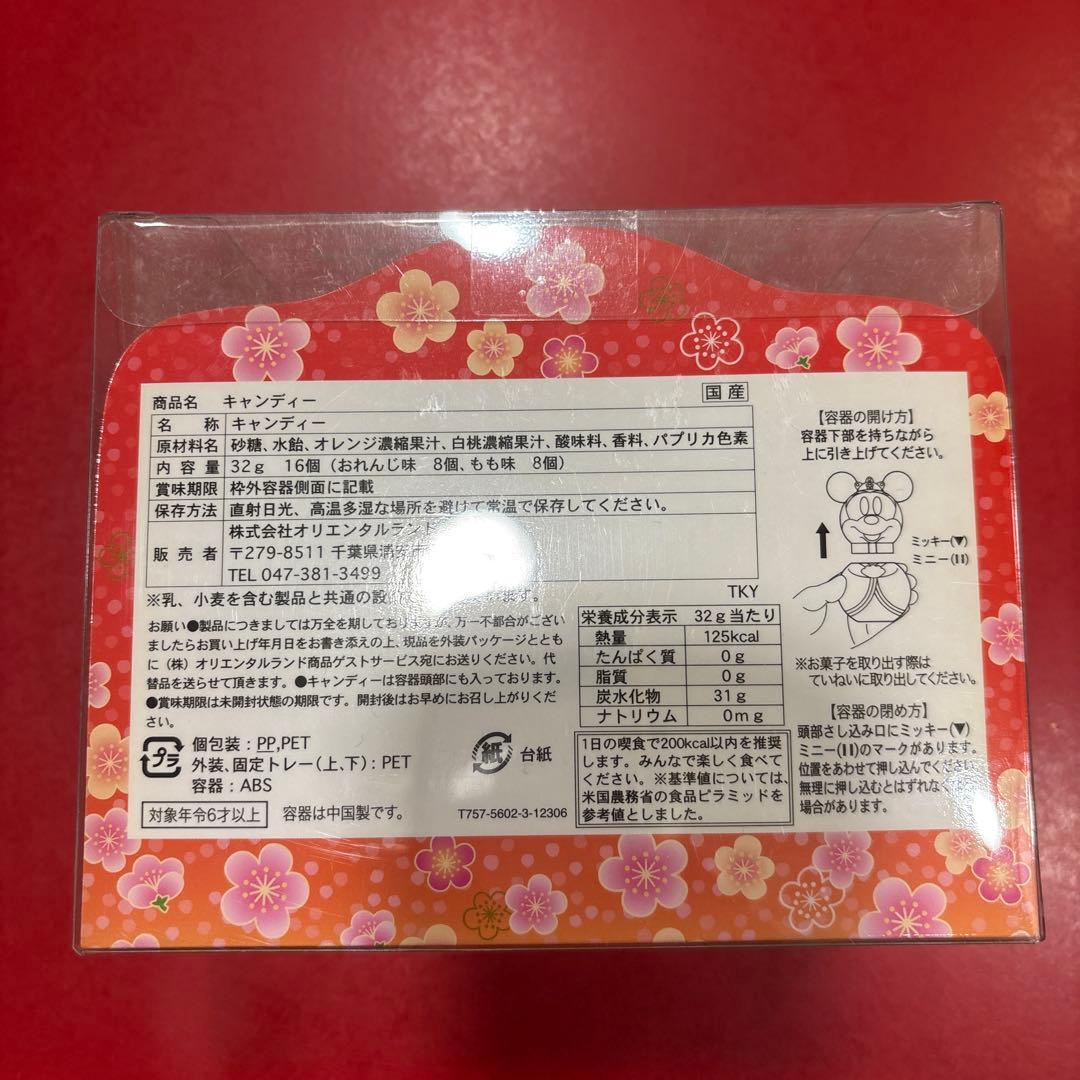 商品名 キャンディー
国産
名 称 キャンディー
原材料名 砂糖、水飴、オレンジ濃縮果汁、白桃濃縮果汁、酸味料、香料、パプリカ色素
内容量 32g 16個(おれんじ味 8個、もも味 8個)
賞味期限 枠外容器側面に記載
保存方法 直射日光、高温多湿な場所を避けて常温で保存してください。
販売者 株式会社オリエンタルランド
〒279-8511 千葉県浦安市
TEL 047-381-3499
※乳、小麦を含む製品と共通の設
TKY
お願い●製品につきましては万全を期しておりますが、万一不都合がござい
ましたらお買い上げ年月日をお書き添えの上、現品を外装パッケージととも
に(株)オリエンタルランド商品ゲストサービス宛にお送りください。代
替品を送らせて頂きます。●キャンディーは容器頭部にも入っております。
●賞味期限は未開封状態の期限です。開封後はお早めにお召し上がりくだ
さい。
プラ
個包装:PP,PET
外装、固定トレー(上、下):PET
容器:ABS
紙 台紙
対象年令6才以上 容器は中国製です。
T757-5602-3-12306
栄養成分表示 32g当たり
熱量 125kcal
たんぱく質 0g
脂質 0g
炭水化物 31g
ナトリウム 0mg
1日の喫食で200kcal以内を推奨
します。みんなで楽しく食べて
ください。※基準値については、
米国農務省の食品ピラミッドを
参考値としました。
【容器の開け方】
容器下部を持ちながら
上に引き上げてください。
ミッキー(▼)
ミニー(▮▮)
※お菓子を取り出す際は
ていねいに取り出してください。
【容器の閉め方】
頭部さし込み口にミッキー(▼)
ミニー(▮▮)のマークがあります。
位置をあわせて押し込んでください。
無理に押し込むとはずれなくな
場合があります。